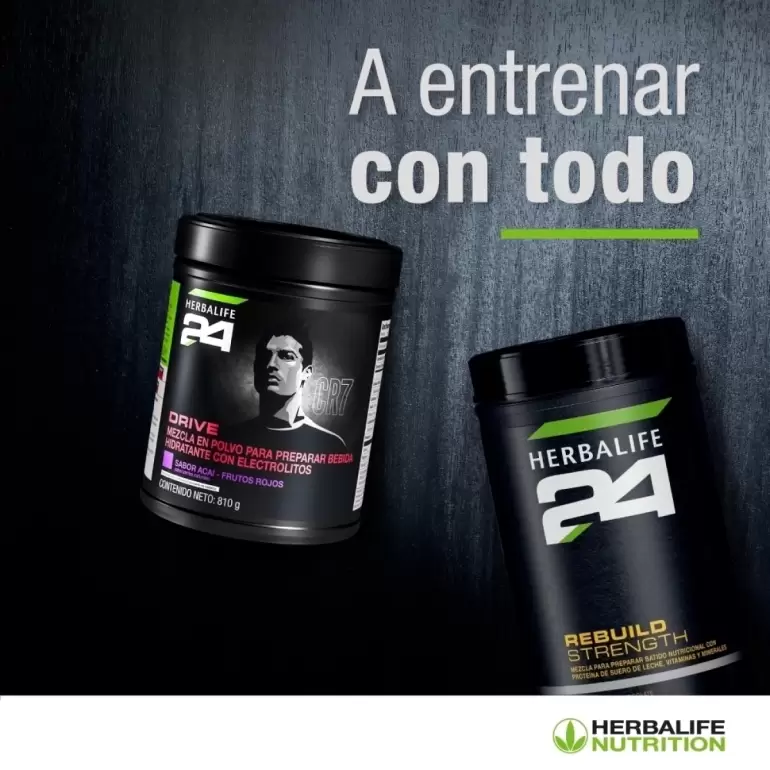 A entrenar
con todo
HERBALIFE
24
CR7
DRIVE
MEZCLA EN POLVO PARA PREPARAR BEBIDA
HIDRATANTE CON ELECTROLITOS
SABOR ACAI - FRUTOS ROJOS
CONTENIDO NETO: 810 g
HERBALIFE
24
REBUILD
STRENGTH
MEZCLA PARA PREPARAR BATIDO NUTRICIONAL CON
PROTEÍNA DE SUERO DE LECHE, VITAMINAS Y MINERALES
HERBALIFE
NUTRITION